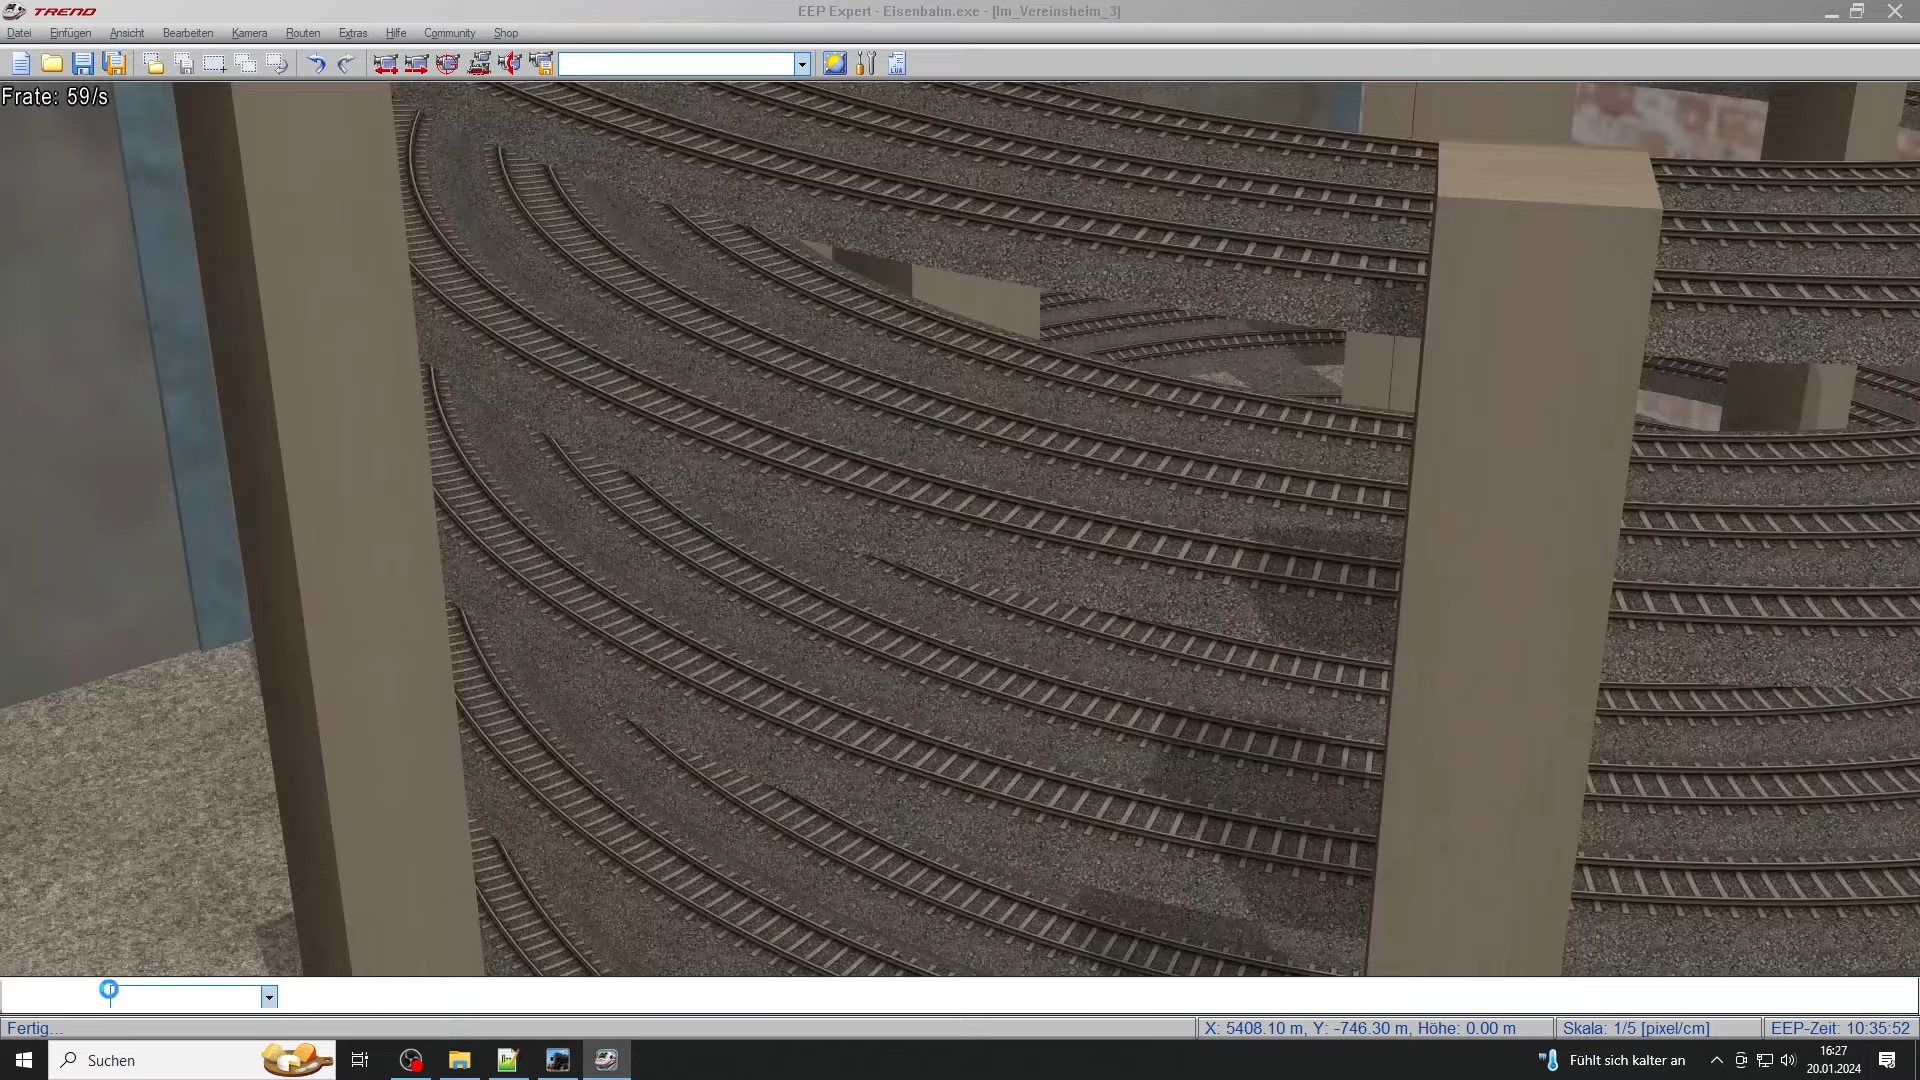 TREND
EEP Expert - Eisenbahn.exe - [Im_Vereinsheim_3]
Datei Einfügen Ansicht Bearbeiten Kamera Routen Extras Hilfe Community Shop
LUA
Frate: 59/s
Fertig...
X: 5408.10 m, Y: -746.30 m, Höhe: 0.00 m
Skala: 1/5 [pixel/cm]
EEP-Zeit: 10:35:52
Suchen
Fühlt sich kalter an
16:27
20.01.2024